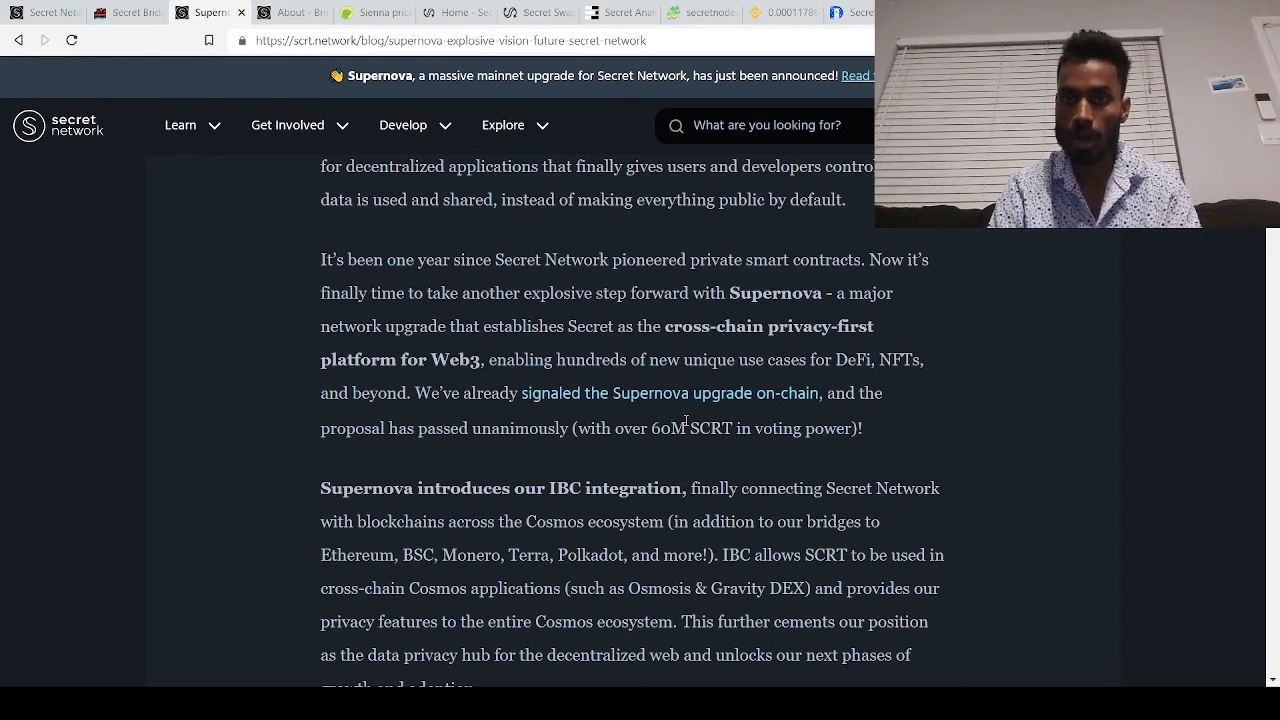 Secret Netw
Secret Brid
Superno
About - Bri
Sienna pric
Home - Sec
Secret Swa
Secret Anal
secretnode
0.00011786
Secre
https://scrt.network/blog/supernova-explosive-vision-future-secret-network
👋 Supernova, a massive mainnet upgrade for Secret Network, has just been announced! Read
secret
network
Learn
Get Involved
Develop
Explore
What are you looking for?
for decentralized applications that finally gives users and developers contro
data is used and shared, instead of making everything public by default.
It’s been one year since Secret Network pioneered private smart contracts. Now it’s
finally time to take another explosive step forward with Supernova - a major
network upgrade that establishes Secret as the cross-chain privacy-first
platform for Web3, enabling hundreds of new unique use cases for DeFi, NFTs,
and beyond. We’ve already signaled the Supernova upgrade on-chain, and the
proposal has passed unanimously (with over 60M SCRT in voting power)!
Supernova introduces our IBC integration, finally connecting Secret Network
with blockchains across the Cosmos ecosystem (in addition to our bridges to
Ethereum, BSC, Monero, Terra, Polkadot, and more!). IBC allows SCRT to be used in
cross-chain Cosmos applications (such as Osmosis & Gravity DEX) and provides our
privacy features to the entire Cosmos ecosystem. This further cements our position
as the data privacy hub for the decentralized web and unlocks our next phases of
growth and adoption